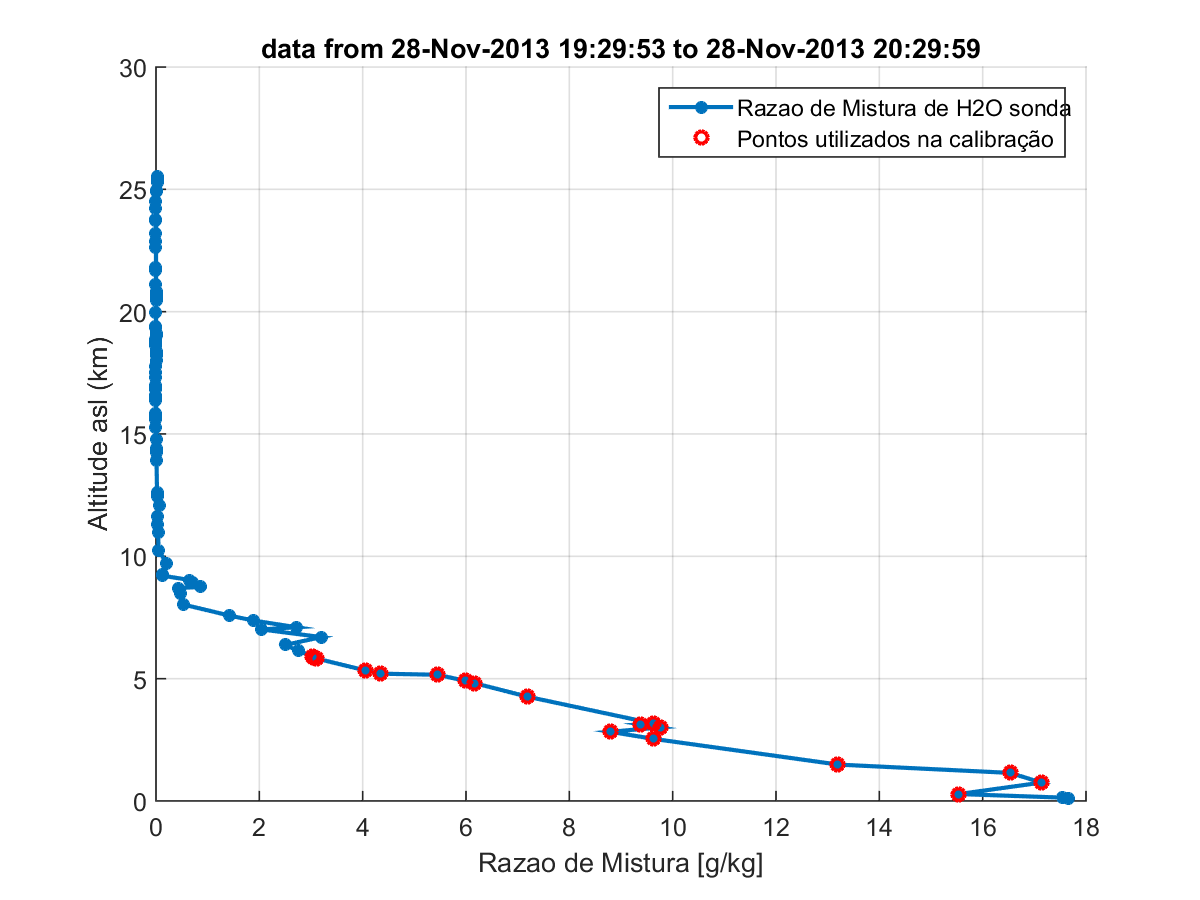 data from 28-Nov-2013 19:29:53 to 28-Nov-2013 20:29:59
Razao de Mistura de H2O sonda
Pontos utilizados na calibração
Altitude asl (km)
30
25
20
15
10
5
0
0 2 4 6 8 10 12 14 16 18
Razao de Mistura [g/kg]